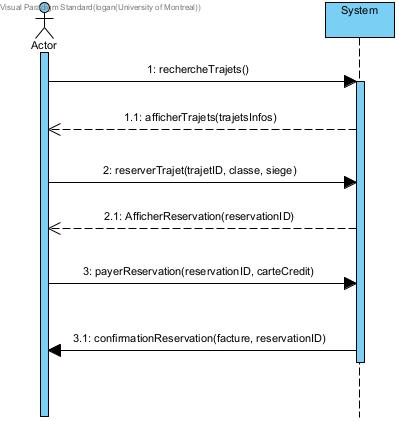 Visual Paradigm Standard(logan(University of Montreal))
System
Actor
1: rechercheTrajets()
1.1: afficherTrajets(trajetsInfos)
2: reserverTrajet(trajetID, classe, siege)
2.1: AfficherReservation(reservationID)
3: payerReservation(reservationID, carteCredit)
3.1: confirmationReservation(facture, reservationID)